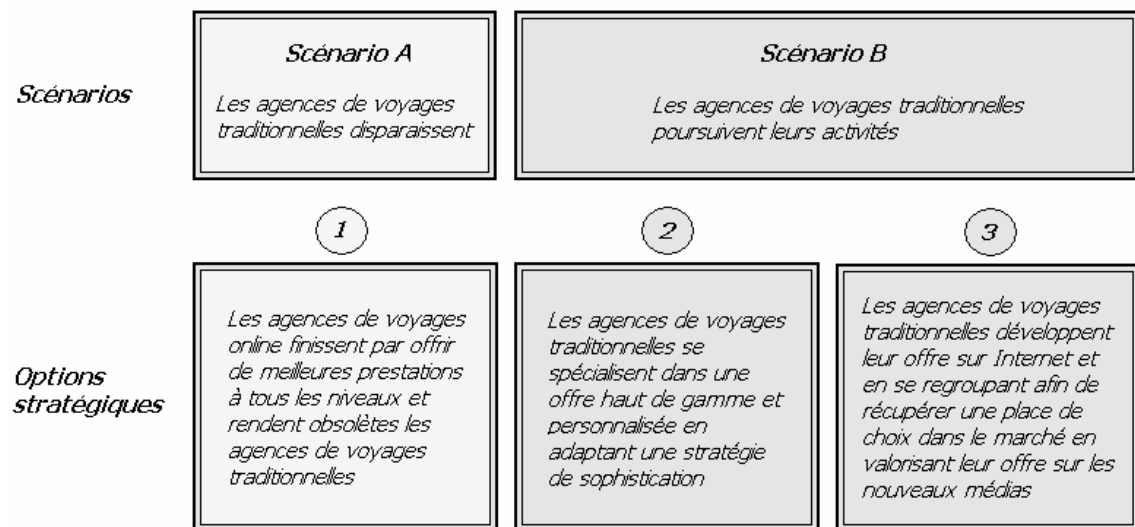 Scénarios
Scénario A
Les agences de voyages
traditionnelles disparaissent
Scénario B
Les agences de voyages traditionnelles
poursuivent leurs activités
1
2
3
Options
stratégiques
Les agences de voyages
online finissent par offrir
de meilleures prestations
à tous les niveaux et
rendent obsolètes les
agences de voyages
traditionnelles
Les agences de voyages
traditionnelles se
spécialisent dans une
offre haut de gamme et
personnalisée en
adaptant une stratégie
de sophistication
Les agences de voyages
traditionnelles développent
leur offre sur Internet et
en se regroupant afin de
récupérer une place de
choix dans le marché en
valorisant leur offre sur les
nouveaux médias